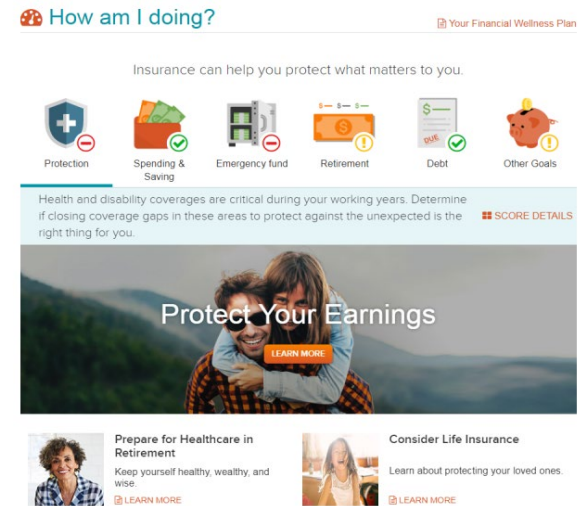 How am I doing?
Your Financial Wellness Plan
Insurance can help you protect what matters to you.
$ — $ — $ —
$
$ —
DUE
Protection
Spending &
Saving
Emergency fund
Retirement
Debt
Other Goals
Health and disability coverages are critical during your working years. Determine
if closing coverage gaps in these areas to protect against the unexpected is the
right thing for you.
SCORE DETAILS
Protect Your Earnings
LEARN MORE
Prepare for Healthcare in
Retirement
Keep yourself healthy, wealthy, and
wise.
LEARN MORE
Consider Life Insurance
Learn about protecting your loved ones.
LEARN MORE